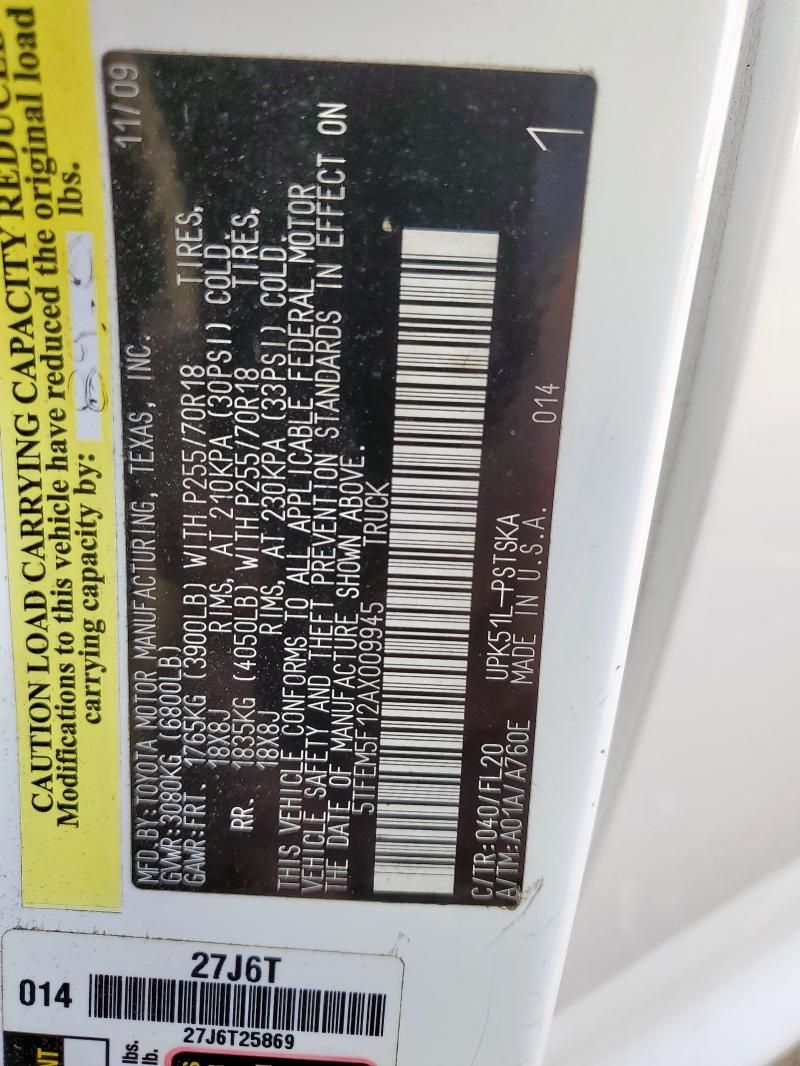 CAUTION LOAD CARRYING CAPACITY REDUCED
Modifications to this vehicle have reduced the original load
carrying capacity by: lbs.
11/09
MFD.BY:TOYOTA MOTOR MANUFACTURING, TEXAS, INC.
GVWR:3080KG (6800LB)
GAWR:FRT. 1765KG (3900LB) WITH P255/70R18 TIRES,
18X8J RIMS, AT 210KPA (30PSI) COLD.
RR. 1835KG (4050LB) WITH P255/70R18 TIRES,
18X8J RIMS, AT 230KPA (33PSI) COLD.
THIS VEHICLE CONFORMS TO ALL APPLICABLE FEDERAL MOTOR
VEHICLE SAFETY AND THEFT PREVENTION STANDARDS IN EFFECT ON
THE DATE OF MANUFACTURE SHOWN ABOVE.
5TFEM5F12AX009945 TRUCK
C/TR:040/FL20 UPK51L-PSTSKA 014
A/TM:A01A/A760E MADE IN U.S.A.
1
27J6T
014
27J6T25869
lbs.
lb.